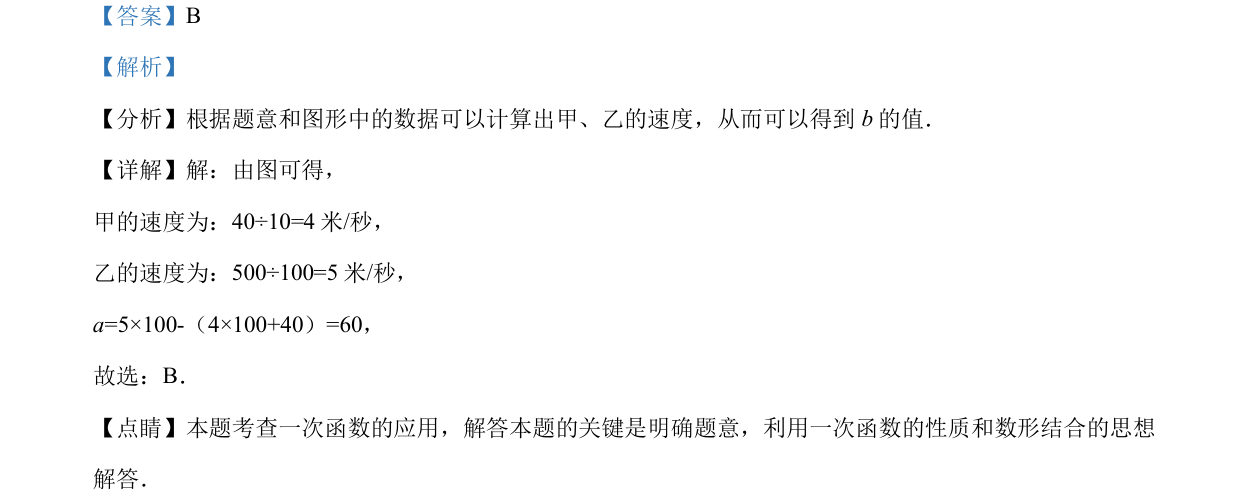 【答案】B
【解析】
【分析】根据题意和图形中的数据可以计算出甲、乙的速度，从而可以得到 b 的值．
【详解】解：由图可得，
甲的速度为：40÷10=4 米/秒，
乙的速度为：500÷100=5 米/秒，
a=5×100-（4×100+40）=60，
故选：B．
【点睛】本题考查一次函数的应用，解答本题的关键是明确题意，利用一次函数的性质和数形结合的思想
解答．